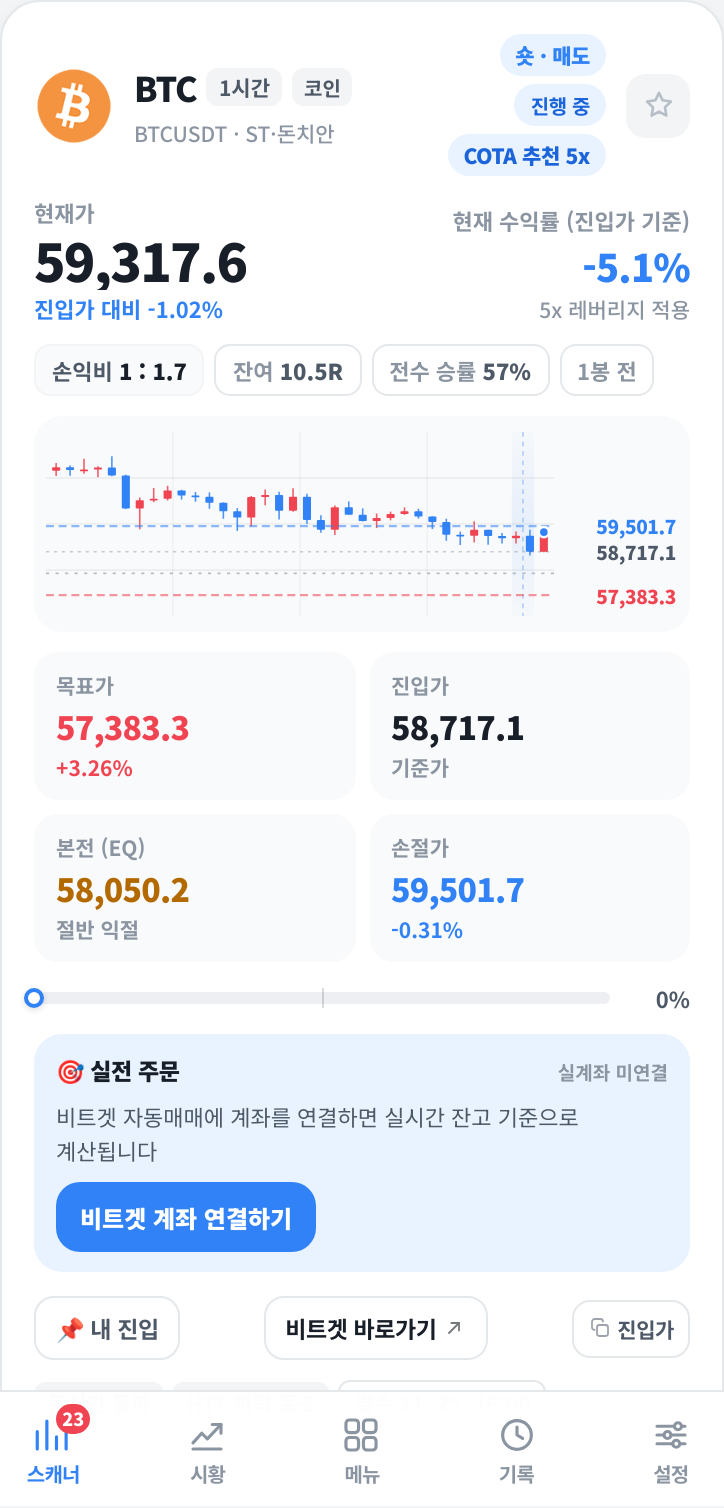 BTC 1시간 코인
BTCUSDT · ST·돈치안
숏 · 매도
진행 중
COTA 추천 5x
현재가
59,317.6
진입가 대비 -1.02%
현재 수익률 (진입가 기준)
-5.1%
5x 레버리지 적용
손익비 1 : 1.7
잔여 10.5R
전수 승률 57%
1봉 전
59,501.7
58,717.1
57,383.3
목표가
57,383.3
+3.26%
진입가
58,717.1
기준가
본전 (EQ)
58,050.2
절반 익절
손절가
59,501.7
-0.31%
0%
🎯 실전 주문
실계좌 미연결
비트겟 자동매매에 계좌를 연결하면 실시간 잔고 기준으로
계산됩니다
비트겟 계좌 연결하기
📌 내 진입
비트겟 바로가기 ↗
진입가
23
스캐너
시황
메뉴
기록
설정